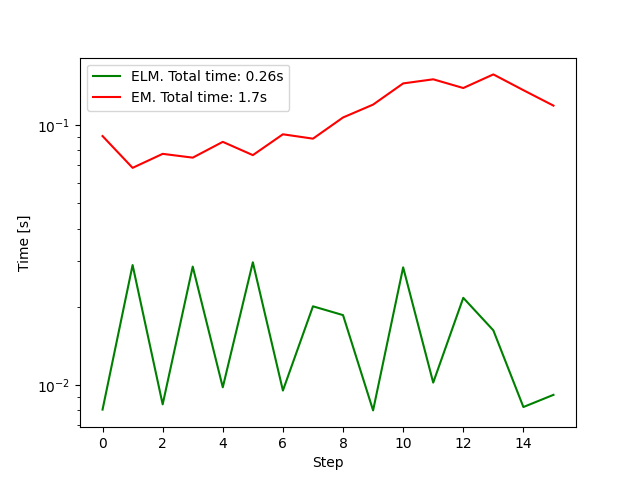 ELM. Total time: 0.26s
EM. Total time: 1.7s
10⁻¹
10⁻²
Time [s]
0 2 4 6 8 10 12 14
Step